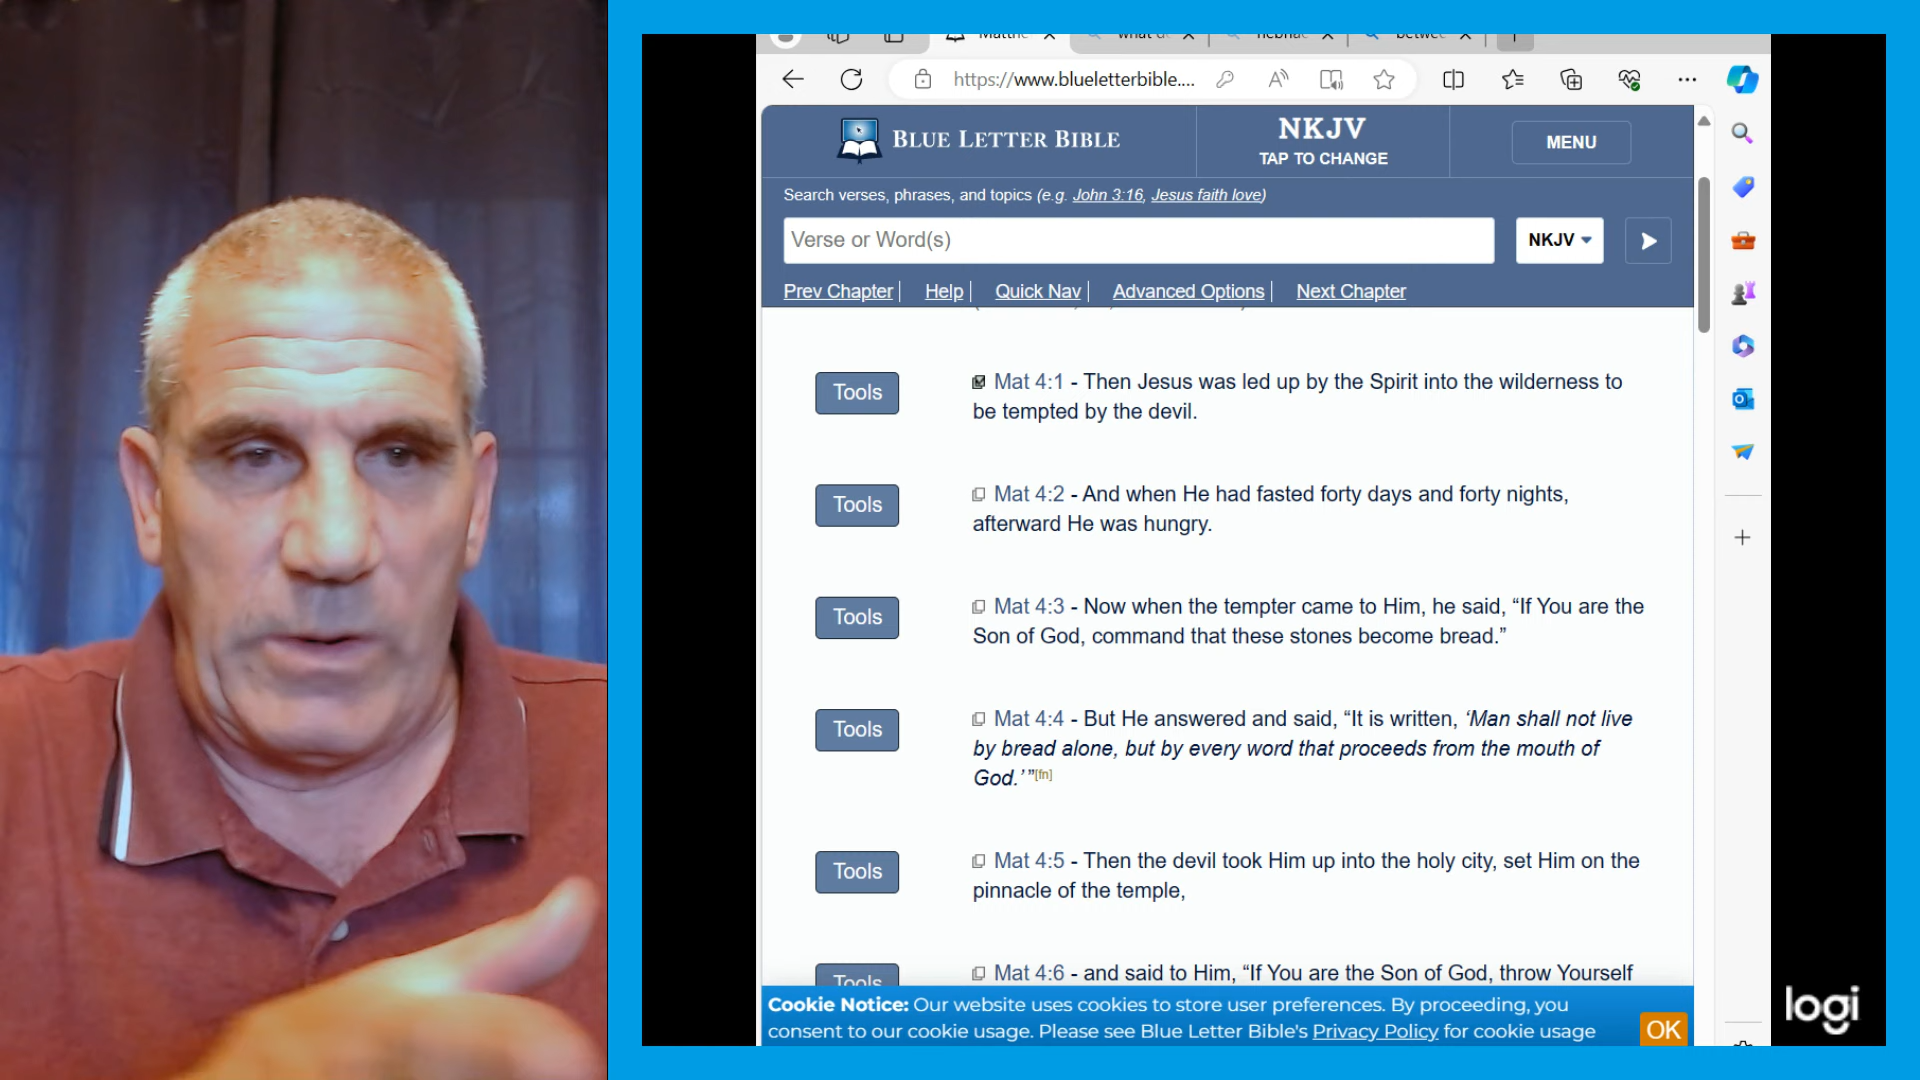 Matthe
what do
hebrac
betwee
https://www.blueletterbible....
BLUE LETTER BIBLE
NKJV
TAP TO CHANGE
MENU
Search verses, phrases, and topics (e.g. John 3:16, Jesus faith love)
Verse or Word(s)
NKJV
Prev Chapter | Help | Quick Nav | Advanced Options | Next Chapter
Tools
Mat 4:1 - Then Jesus was led up by the Spirit into the wilderness to
be tempted by the devil.
Tools
Mat 4:2 - And when He had fasted forty days and forty nights,
afterward He was hungry.
Tools
Mat 4:3 - Now when the tempter came to Him, he said, “If You are the
Son of God, command that these stones become bread.”
Tools
Mat 4:4 - But He answered and said, “It is written, ‘Man shall not live
by bread alone, but by every word that proceeds from the mouth of
God.’ ”[fn]
Tools
Mat 4:5 - Then the devil took Him up into the holy city, set Him on the
pinnacle of the temple,
Tools
Mat 4:6 - and said to Him, “If You are the Son of God, throw Yourself
Cookie Notice: Our website uses cookies to store user preferences. By proceeding, you
consent to our cookie usage. Please see Blue Letter Bible's Privacy Policy for cookie usage
OK
logi